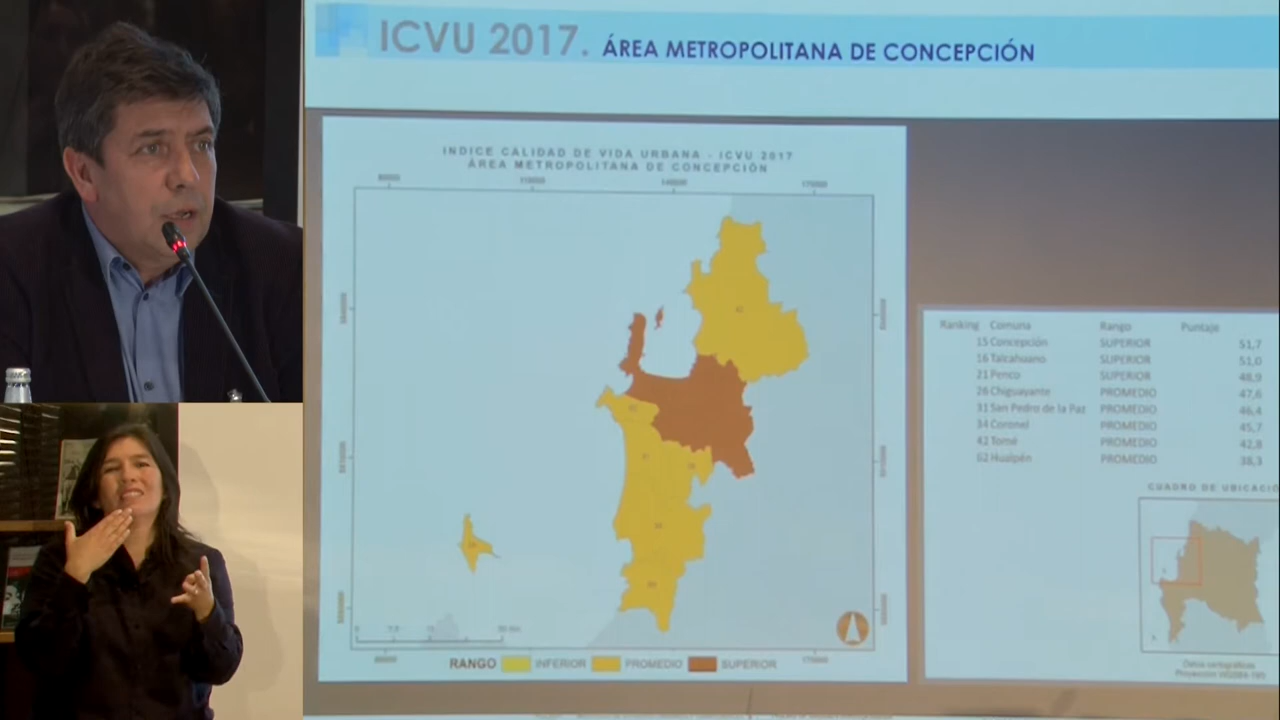 ICVU 2017. ÁREA METROPOLITANA DE CONCEPCIÓN
INDICE CALIDAD DE VIDA URBANA - ICVU 2017
ÁREA METROPOLITANA DE CONCEPCIÓN
RANGO INFERIOR PROMEDIO SUPERIOR
Ranking Comuna Rango Puntaje
15 Concepción SUPERIOR 51,7
16 Talcahuano SUPERIOR 51,0
21 Penco SUPERIOR 48,9
26 Chiguayante PROMEDIO 47,6
31 San Pedro de la Paz PROMEDIO 46,4
34 Coronel PROMEDIO 45,7
42 Tomé PROMEDIO 42,8
62 Hualpén PROMEDIO 38,3
CUADRO DE UBICACIÓ
Datos cartográficos